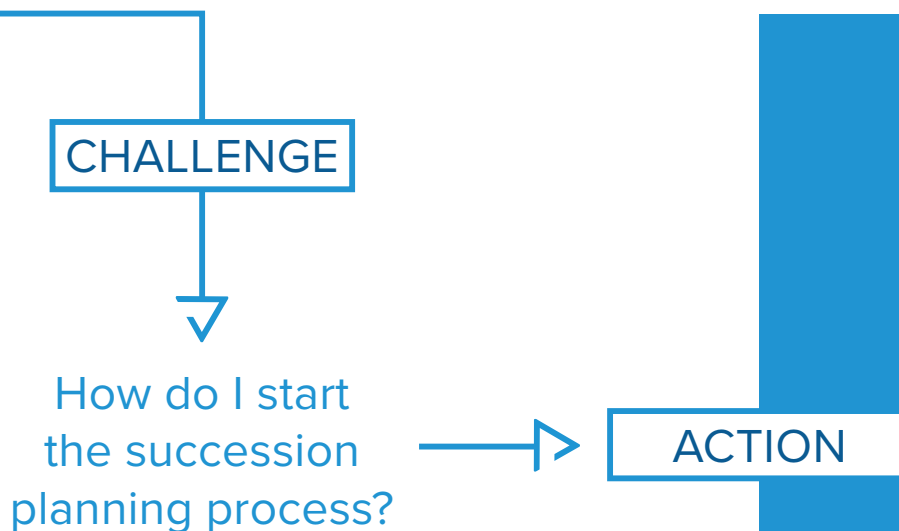 CHALLENGE
How do I start
the succession
planning process?
ACTION